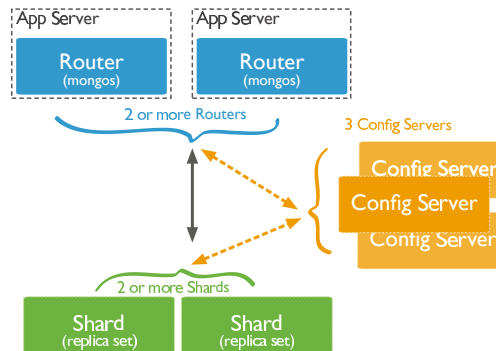 App Server
App Server
Router
(mongos)
Router
(mongos)
2 or more Routers
3 Config Servers
Config Server
Config Server
Config Server
2 or more Shards
Shard
(replica set)
Shard
(replica set)